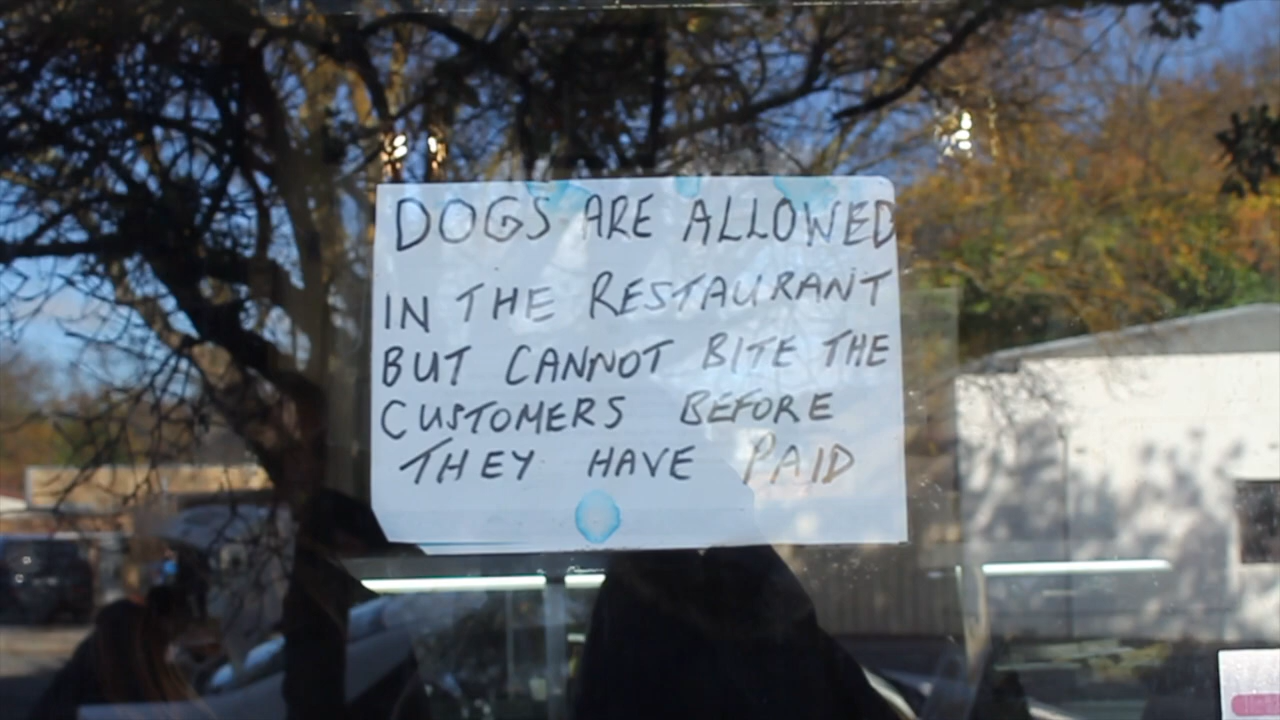 DOGS ARE ALLOWED
IN THE RESTAURANT
BUT CANNOT BITE THE
CUSTOMERS BEFORE
THEY HAVE PAID